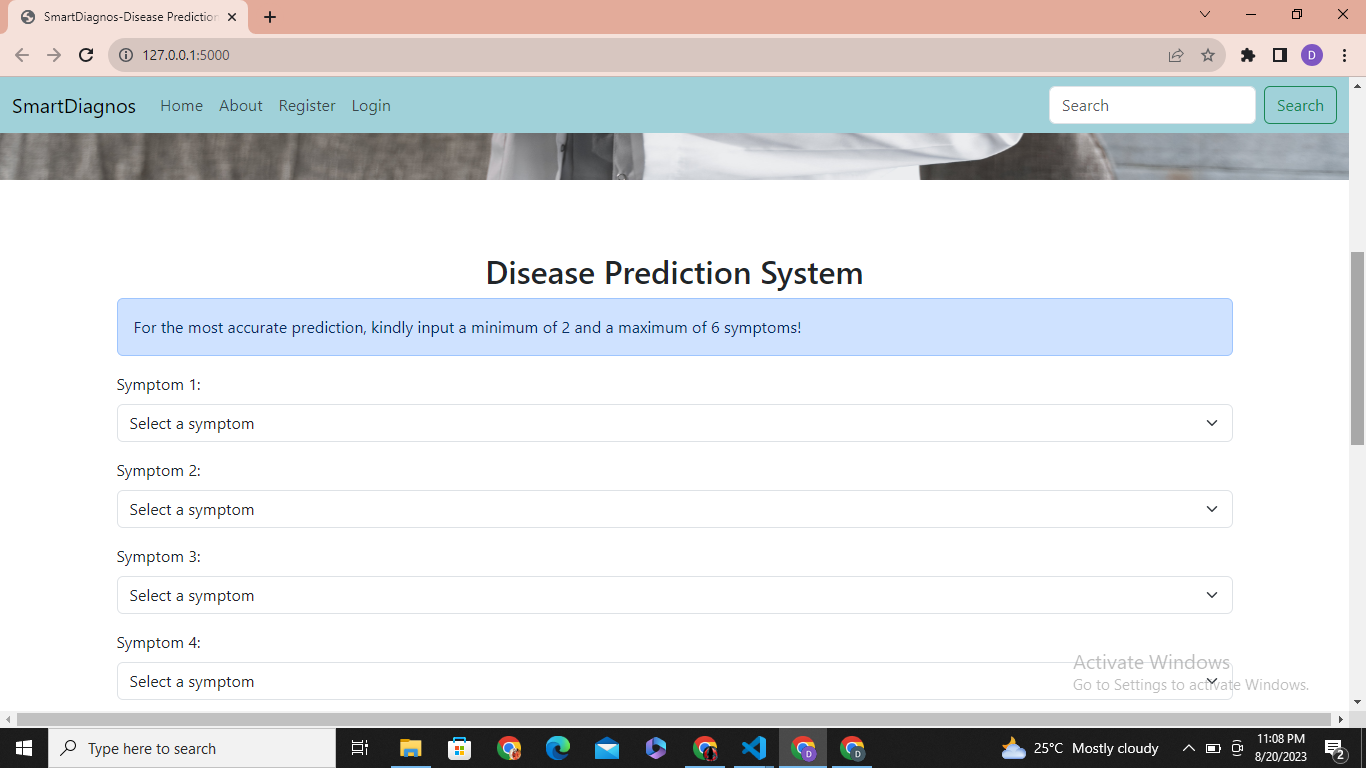 SmartDiagnos-Disease Prediction
127.0.0.1:5000
D
SmartDiagnos Home About Register Login Search Search
Disease Prediction System
For the most accurate prediction, kindly input a minimum of 2 and a maximum of 6 symptoms!
Symptom 1:
Select a symptom
Symptom 2:
Select a symptom
Symptom 3:
Select a symptom
Symptom 4:
Select a symptom
Activate Windows
Go to Settings to activate Windows.
Type here to search
D
D
25°C Mostly cloudy
11:08 PM
8/20/2023
2